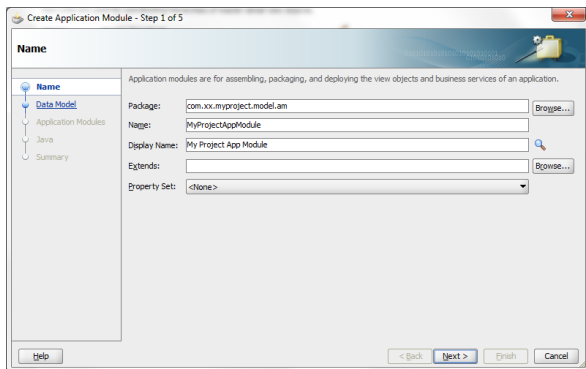 Create Application Module - Step 1 of 5
Name
Name
Data Model
Application Modules
Java
Summary
Application modules are for assembling, packaging, and deploying the view objects and business services of an application.
Package: com.xx.myproject.model.am Browse...
Name: MyProjectAppModule
Display Name: My Project App Module
Extends: Browse...
Property Set: <None>
Help < Back Next > Finish Cancel